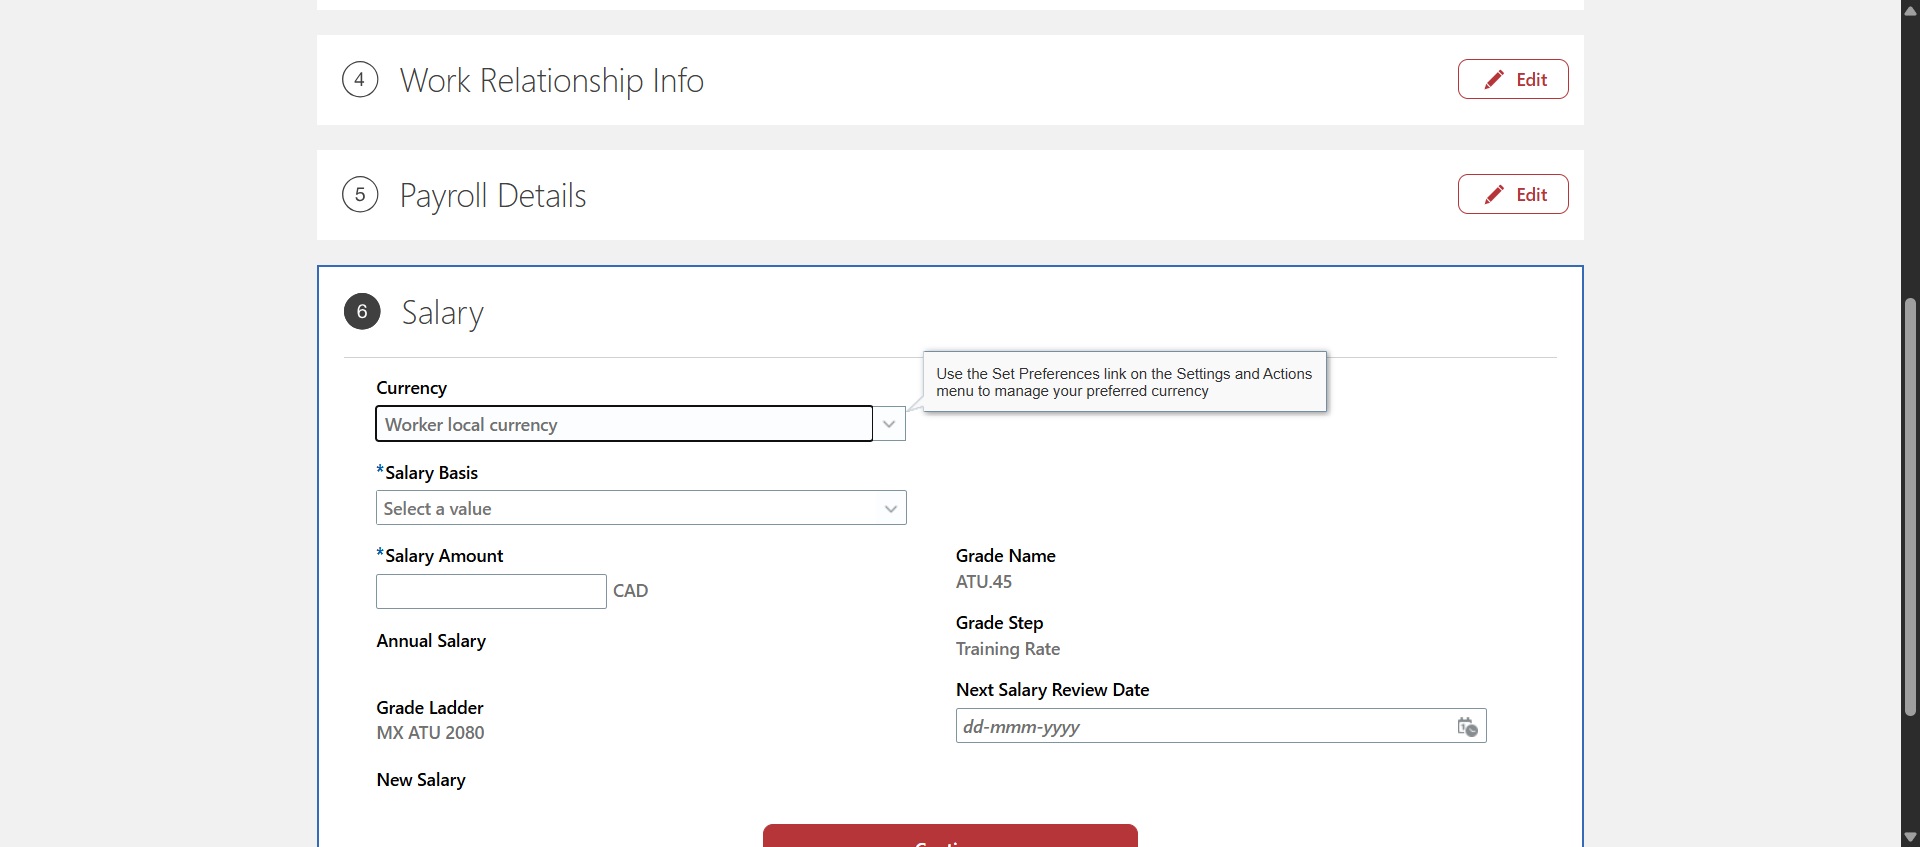 4 Work Relationship Info Edit
5 Payroll Details Edit
6 Salary
Use the Set Preferences link on the Settings and Actions
menu to manage your preferred currency
Currency
Worker local currency
*Salary Basis
Select a value
*Salary Amount
CAD
Annual Salary
Grade Ladder
MX ATU 2080
New Salary
Grade Name
ATU.45
Grade Step
Training Rate
Next Salary Review Date
dd-mmm-yyyy